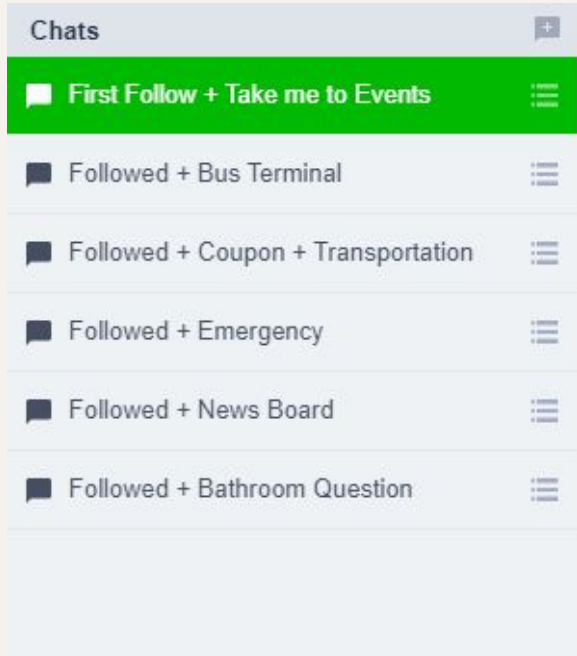 Chats
First Follow + Take me to Events
Followed + Bus Terminal
Followed + Coupon + Transportation
Followed + Emergency
Followed + News Board
Followed + Bathroom Question